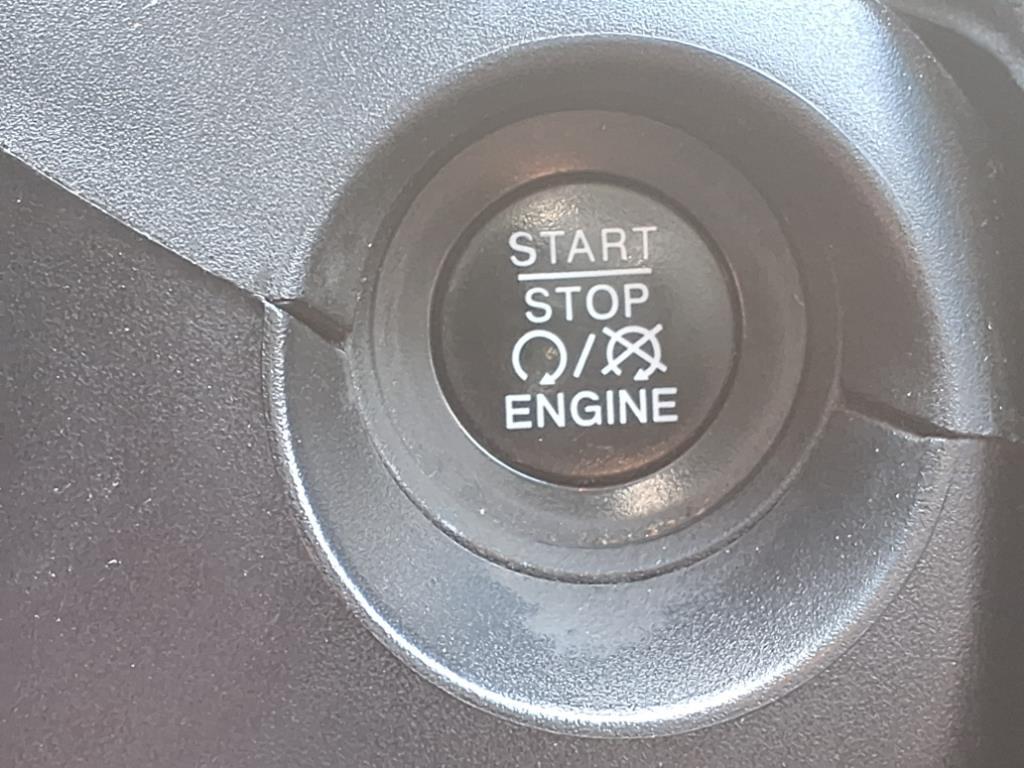 START
STOP
/
ENGINE